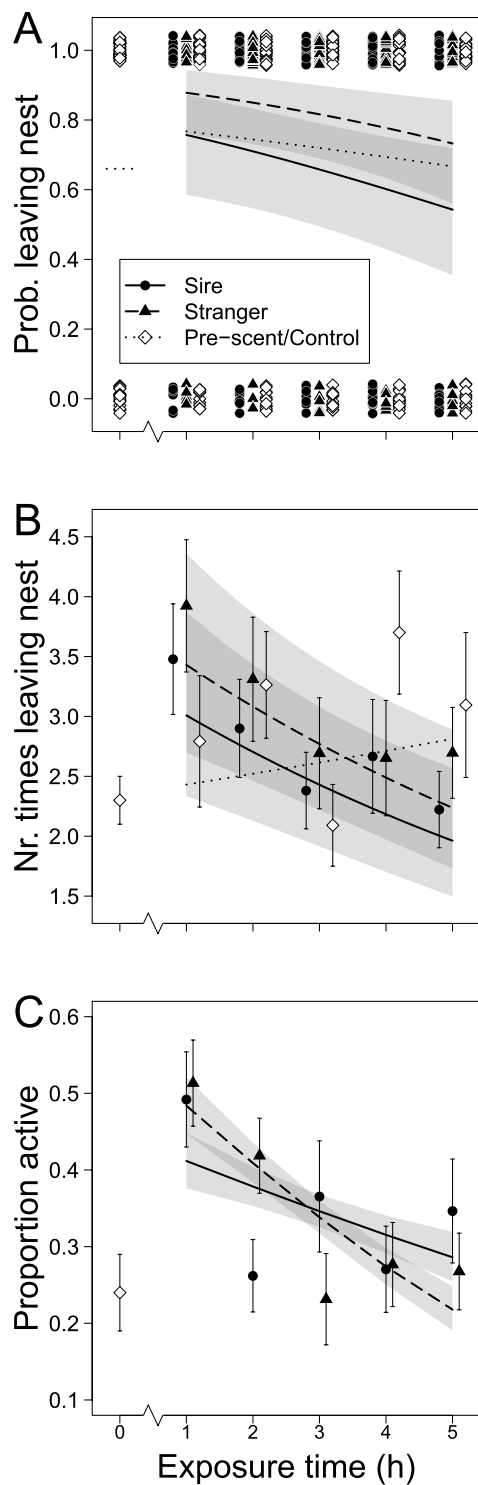 A
Prob. leaving nest
1.0
0.8
0.6
0.4
0.2
0.0
Sire
Stranger
Pre−scent/Control
B
Nr. times leaving nest
4.5
4.0
3.5
3.0
2.5
2.0
1.5
C
Proportion active
0.6
0.5
0.4
0.3
0.2
0.1
0 1 2 3 4 5
Exposure time (h)